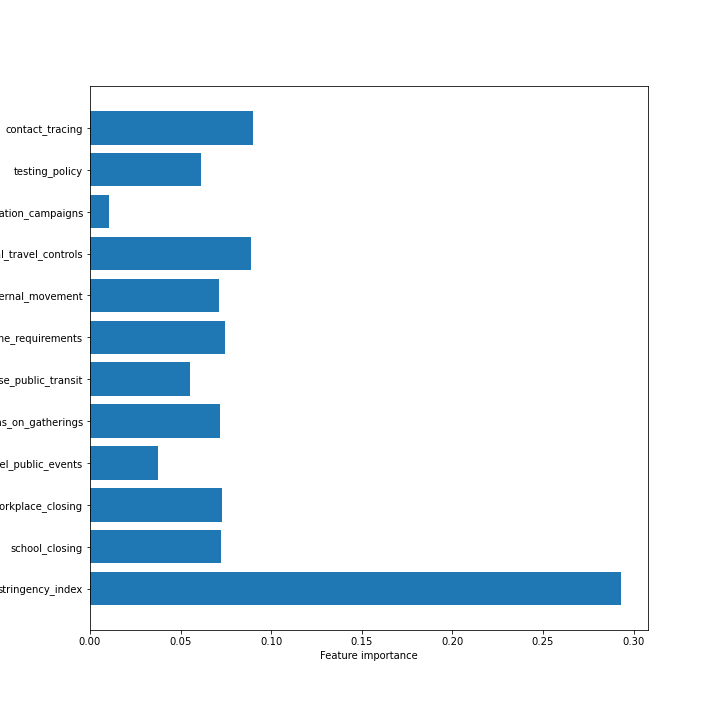 contact_tracing
testing_policy
ation_campaigns
l_travel_controls
ernal_movement
ne_requirements
se_public_transit
ns_on_gatherings
el_public_events
orkplace_closing
school_closing
stringency_index
0.00 0.05 0.10 0.15 0.20 0.25 0.30
Feature importance